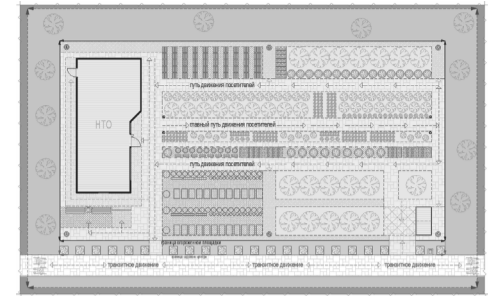 путь движения посетителей
НТО
главный путь движения посетителей
путь движения посетителей
транзитное движение
транзитное движение
транзитное движение